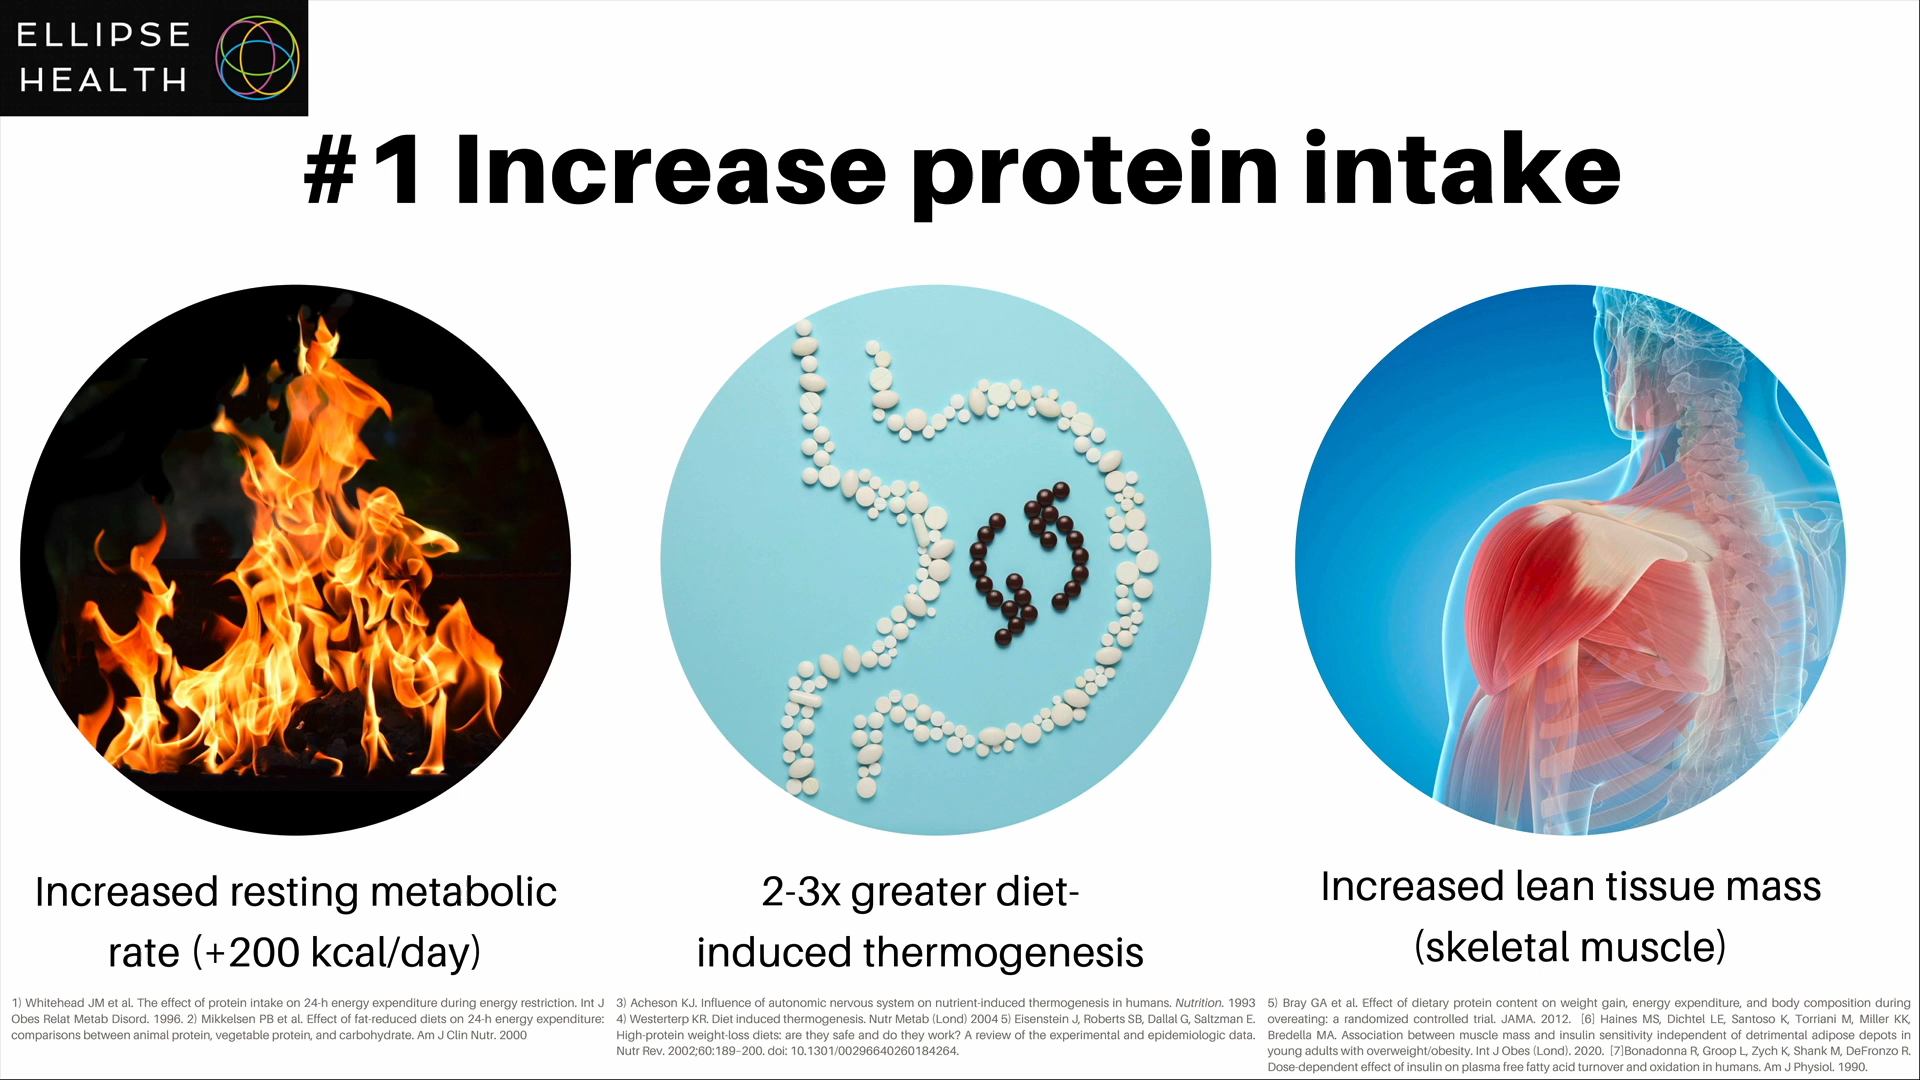 ELLIPSE
HEALTH
#1 Increase protein intake
Increased resting metabolic
rate (+200 kcal/day)
2-3x greater diet-
induced thermogenesis
Increased lean tissue mass
(skeletal muscle)
1) Whitehead JM et al. The effect of protein intake on 24-h energy expenditure during energy restriction. Int J
Obes Relat Metab Disord. 1996. 2) Mikkelsen PB et al. Effect of fat-reduced diets on 24-h energy expenditure:
comparisons between animal protein, vegetable protein, and carbohydrate. Am J Clin Nutr. 2000
3) Acheson KJ. Influence of autonomic nervous system on nutrient-induced thermogenesis in humans. Nutrition. 1993
4) Westerterp KR. Diet induced thermogenesis. Nutr Metab (Lond) 2004 5) Eisenstein J, Roberts SB, Dallal G, Saltzman E.
High-protein weight-loss diets: are they safe and do they work? A review of the experimental and epidemiologic data.
Nutr Rev. 2002;60:189–200. doi: 10.1301/00296640260184264.
5) Bray GA et al. Effect of dietary protein content on weight gain, energy expenditure, and body composition during
overeating: a randomized controlled trial. JAMA. 2012. [6] Haines MS, Dichtel LE, Santoso K, Torriani M, Miller KK,
Bredella MA. Association between muscle mass and insulin sensitivity independent of detrimental adipose depots in
young adults with overweight/obesity. Int J Obes (Lond). 2020. [7]Bonadonna R, Groop L, Zych K, Shank M, DeFronzo R.
Dose-dependent effect of insulin on plasma free fatty acid turnover and oxidation in humans. Am J Physiol. 1990.